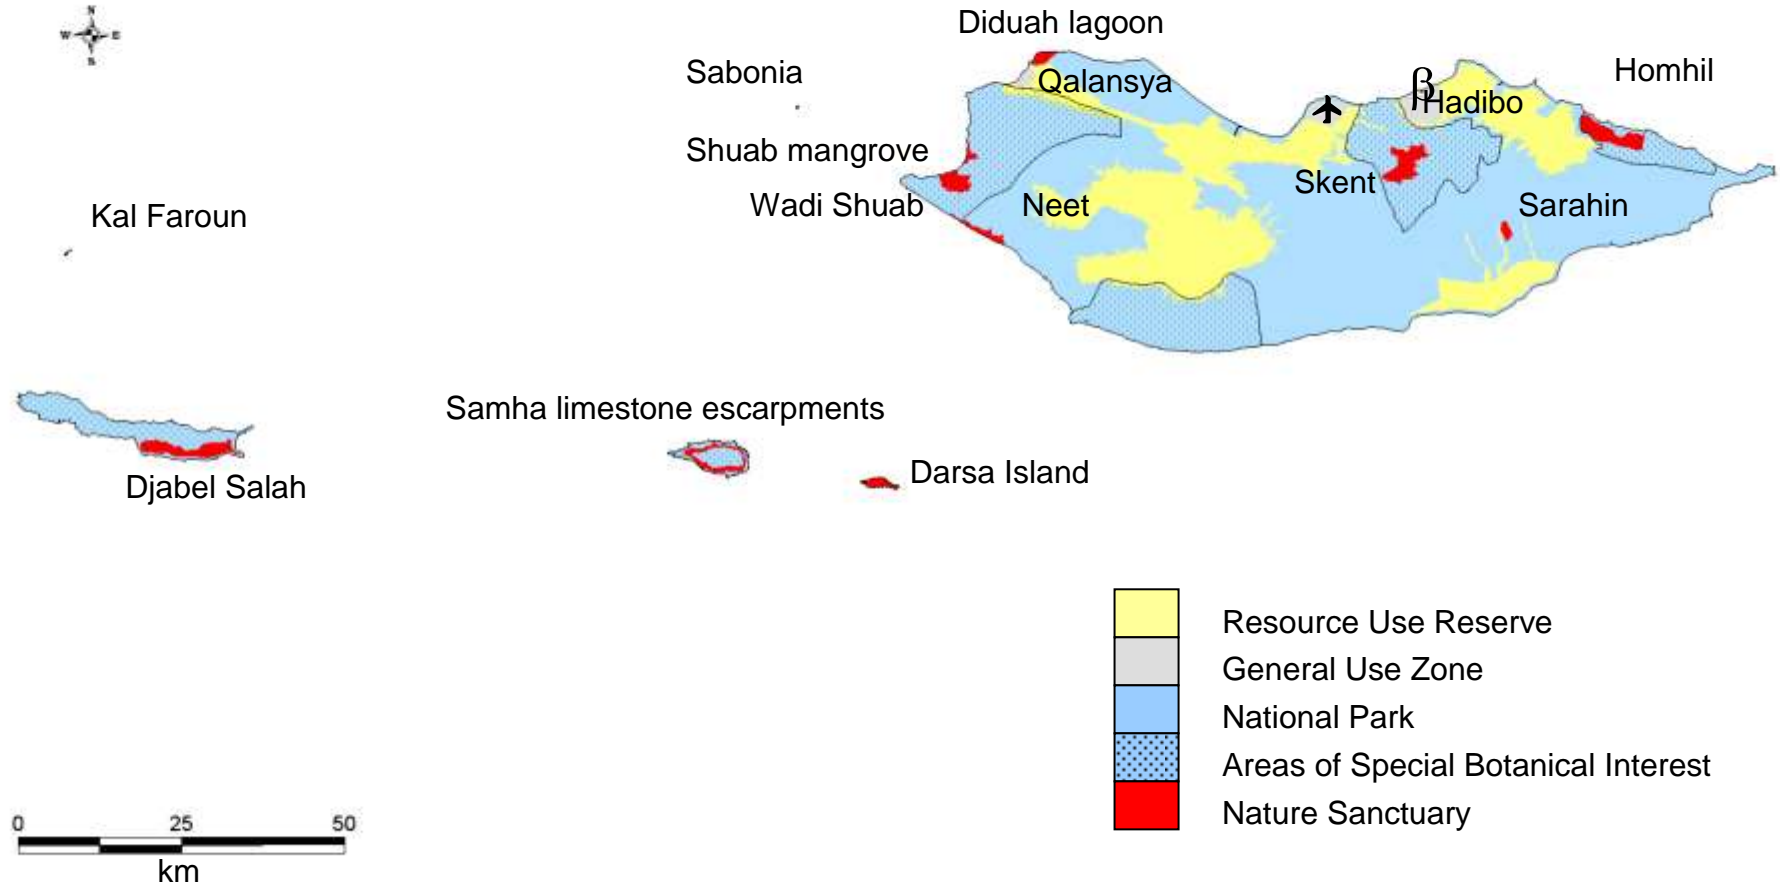 N
W E
S
Diduah lagoon
Sabonia
Qalansya
Homhil
β
Hadibo
Shuab mangrove
Skent
Wadi Shuab
Neet
Sarahin
Kal Faroun
Samha limestone escarpments
Djabel Salah
Darsa Island
Resource Use Reserve
General Use Zone
National Park
Areas of Special Botanical Interest
Nature Sanctuary
0 25 50
km